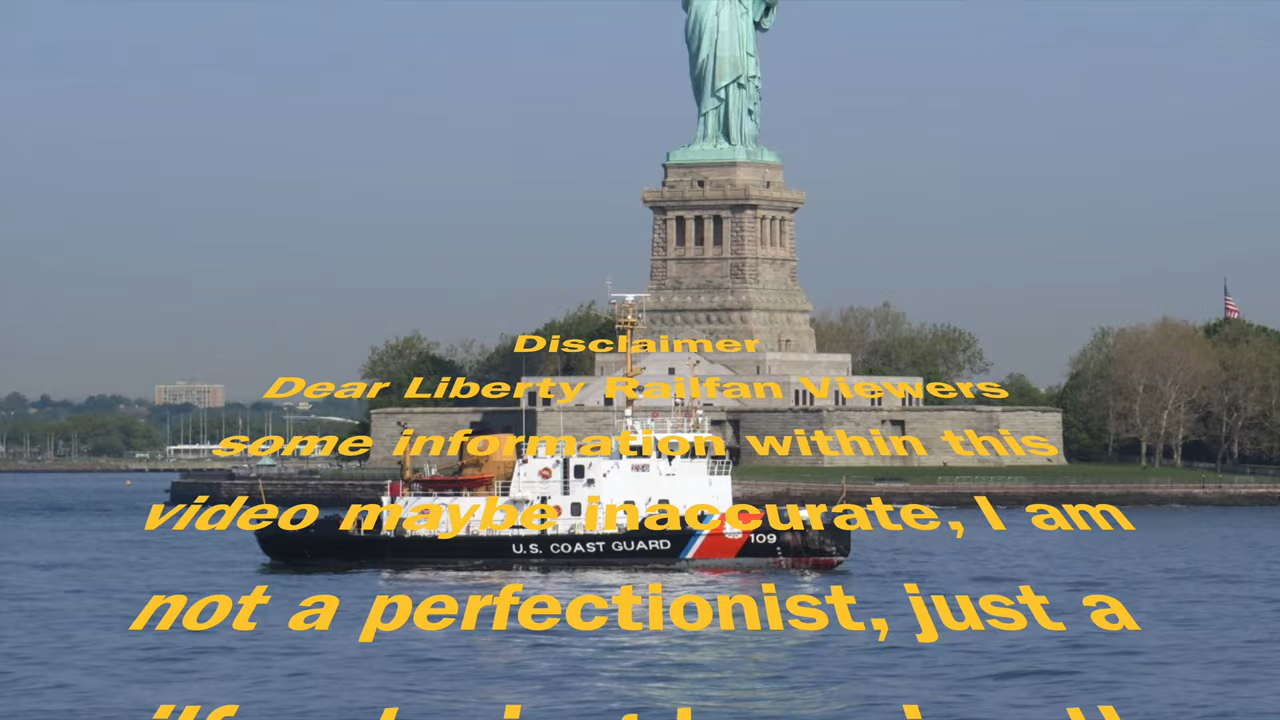 Disclaimer
Dear Liberty Railfan Viewers
some information within this
video maybe inaccurate, I am
U.S. COAST GUARD 109
not a perfectionist, just a